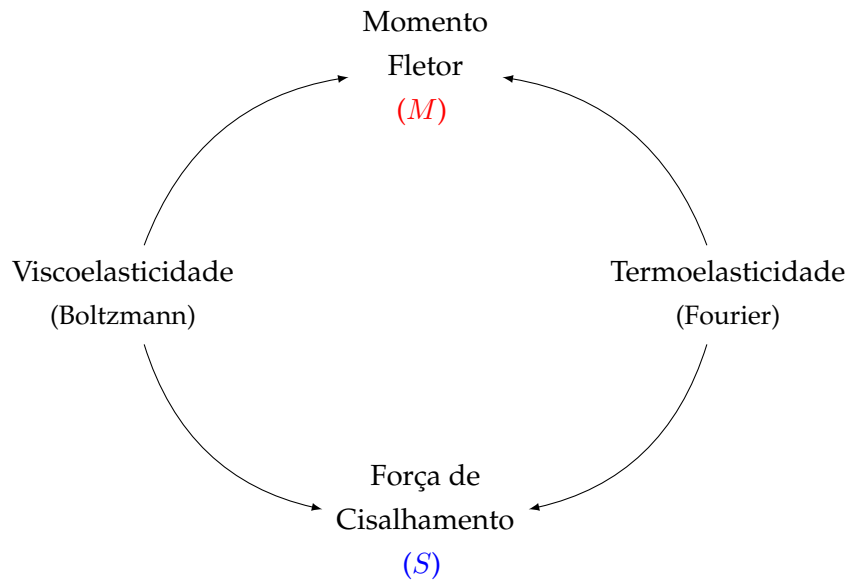 Momento
Fletor
(M)
Viscoelasticidade
(Boltzmann)
Termoelasticidade
(Fourier)
Força de
Cisalhamento
(S)